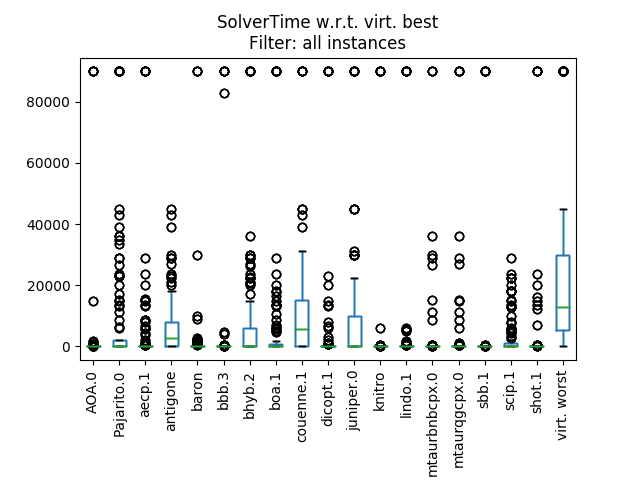 SolverTime w.r.t. virt. best
Filter: all instances
80000
60000
40000
20000
0
AOA.0
Pajarito.0
aecp.1
antigone
baron
bbb.3
bhyb.2
boa.1
couenne.1
dicopt.1
juniper.0
knitro
lindo.1
mtaurbnbcpx.0
mtaurqgcpx.0
sbb.1
scip.1
shot.1
virt. worst